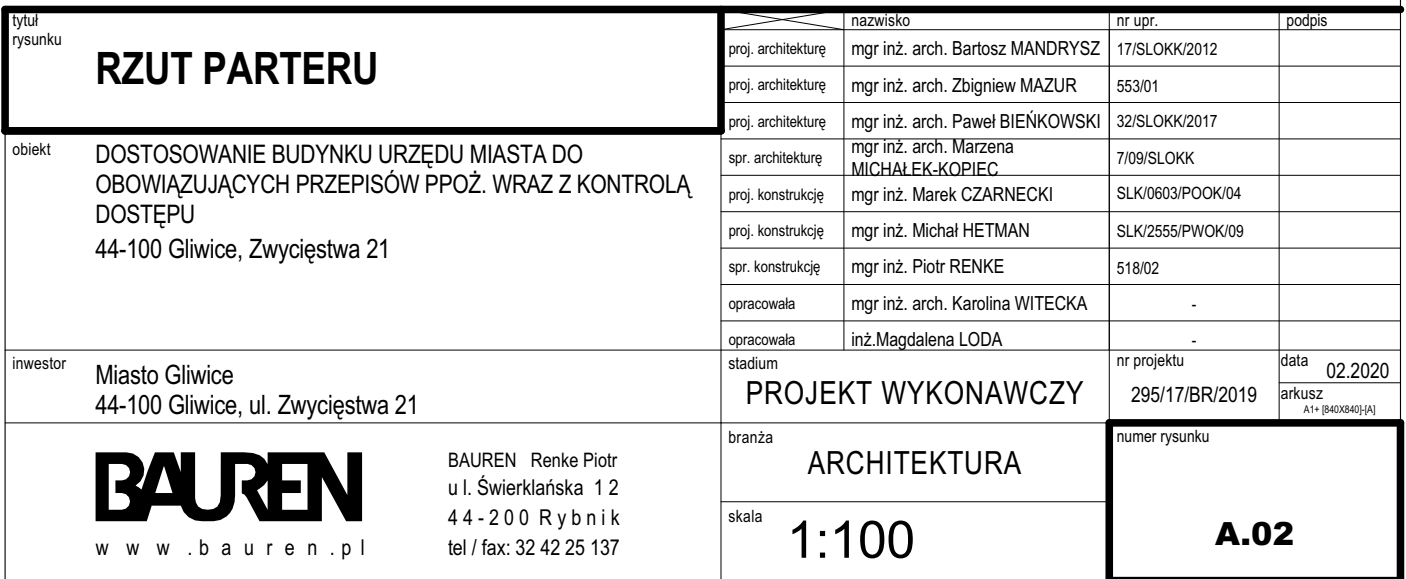 tytuł
rysunku
RZUT PARTERU
nazwisko nr upr. podpis
proj. architekturę mgr inż. arch. Bartosz MANDRYSZ 17/SLOKK/2012
proj. architekturę mgr inż. arch. Zbigniew MAZUR 553/01
proj. architekturę mgr inż. arch. Paweł BIEŃKOWSKI 32/SLOKK/2017
spr. architekturę mgr inż. arch. Marzena
MICHAŁEK-KOPIEC 7/09/SLOKK
proj. konstrukcję mgr inż. Marek CZARNECKI SLK/0603/POOK/04
proj. konstrukcję mgr inż. Michał HETMAN SLK/2555/PWOK/09
spr. konstrukcję mgr inż. Piotr RENKE 518/02
opracowała mgr inż. arch. Karolina WITECKA -
opracowała inż.Magdalena LODA -
obiekt
DOSTOSOWANIE BUDYNKU URZĘDU MIASTA DO
OBOWIĄZUJĄCYCH PRZEPISÓW PPOŻ. WRAZ Z KONTROLĄ
DOSTĘPU
44-100 Gliwice, Zwycięstwa 21
inwestor
Miasto Gliwice
44-100 Gliwice, ul. Zwycięstwa 21
stadium
PROJEKT WYKONAWCZY
nr projektu
295/17/BR/2019
data
02.2020
arkusz
A1+ [840X840]-[A]
BAUREN
www.bauren.pl
BAUREN Renke Piotr
ul. Świerklańska 12
44-200 Rybnik
tel / fax: 32 42 25 137
branża
ARCHITEKTURA
skala
1:100
numer rysunku
A.02